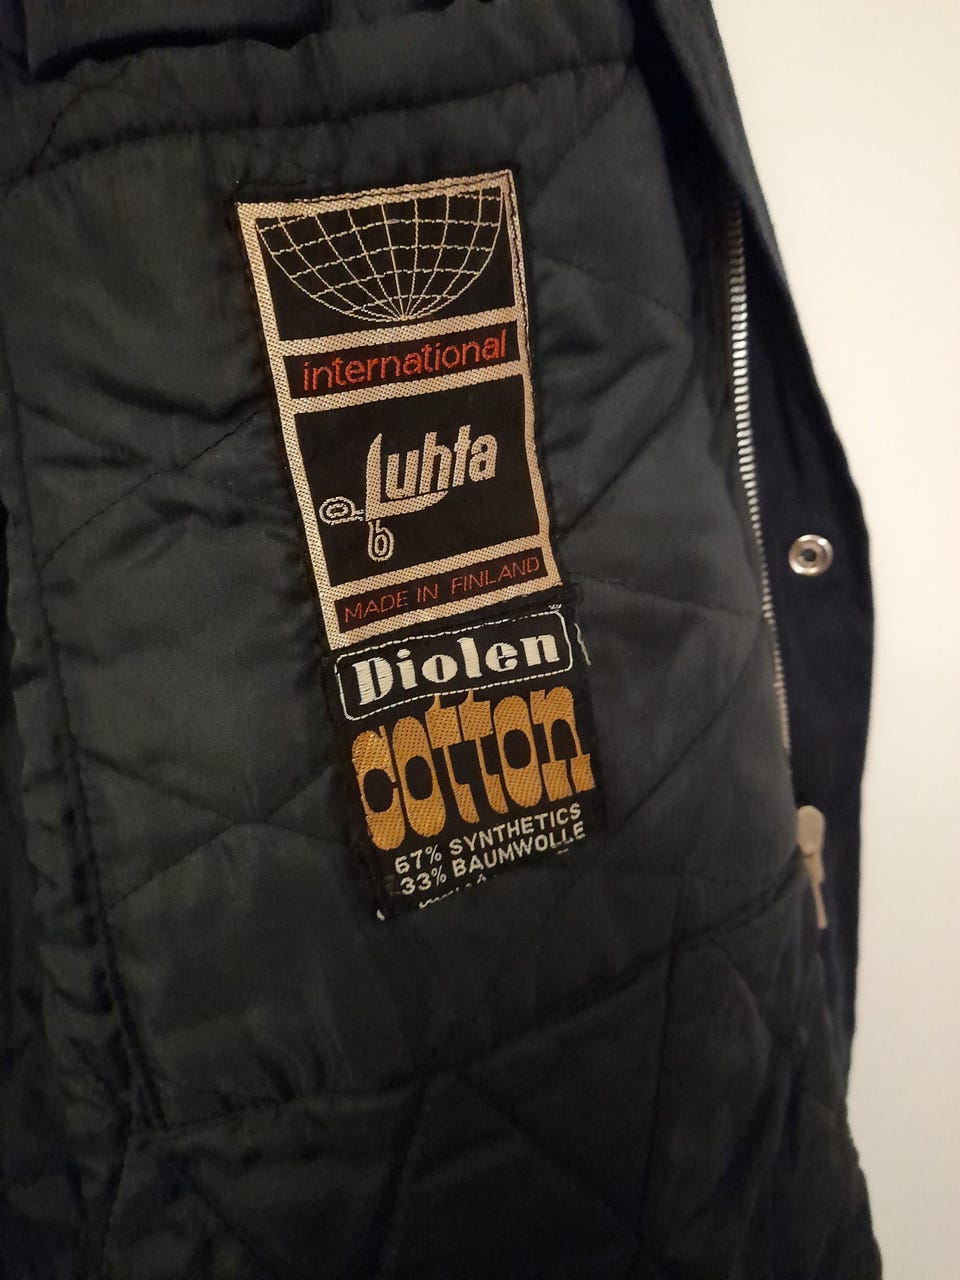 international
Luhta
MADE IN FINLAND
Diolen
cotton
67% SYNTHETICS
33% BAUMWOLLE